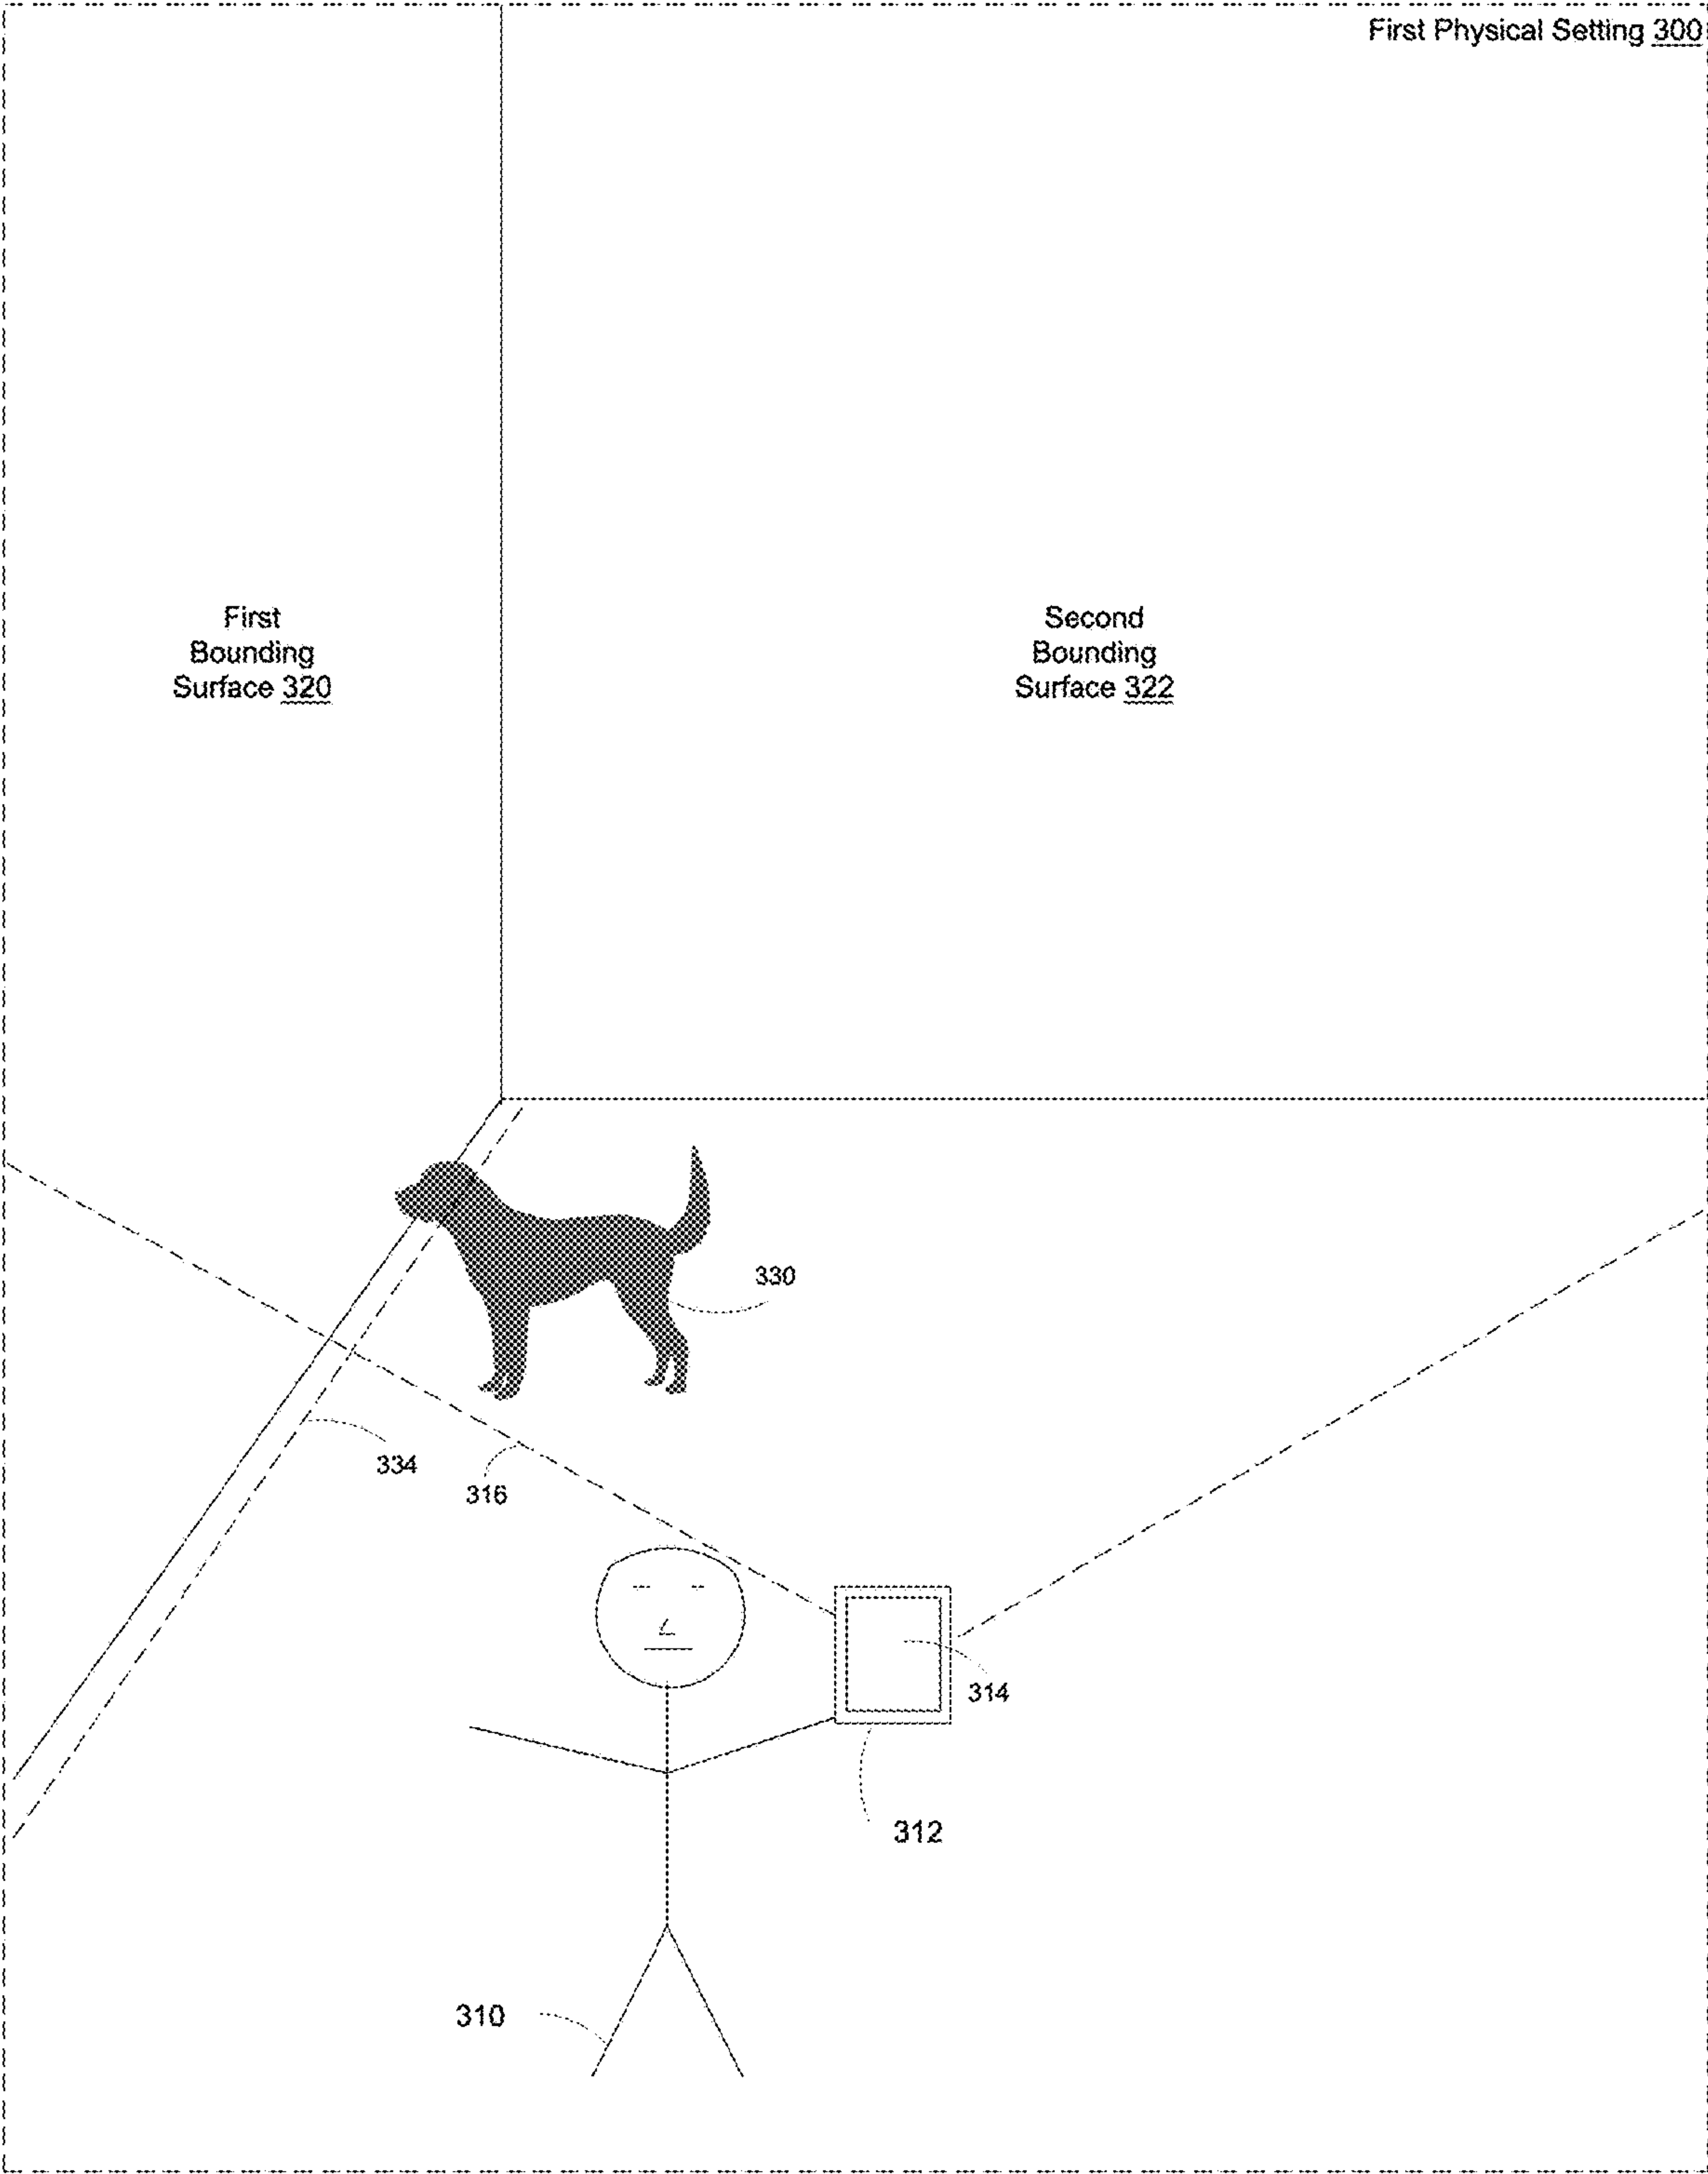 First Physical Setting 300
First
Bounding
Surface 320
Second
Bounding
Surface 322
330
334
316
314
312
310